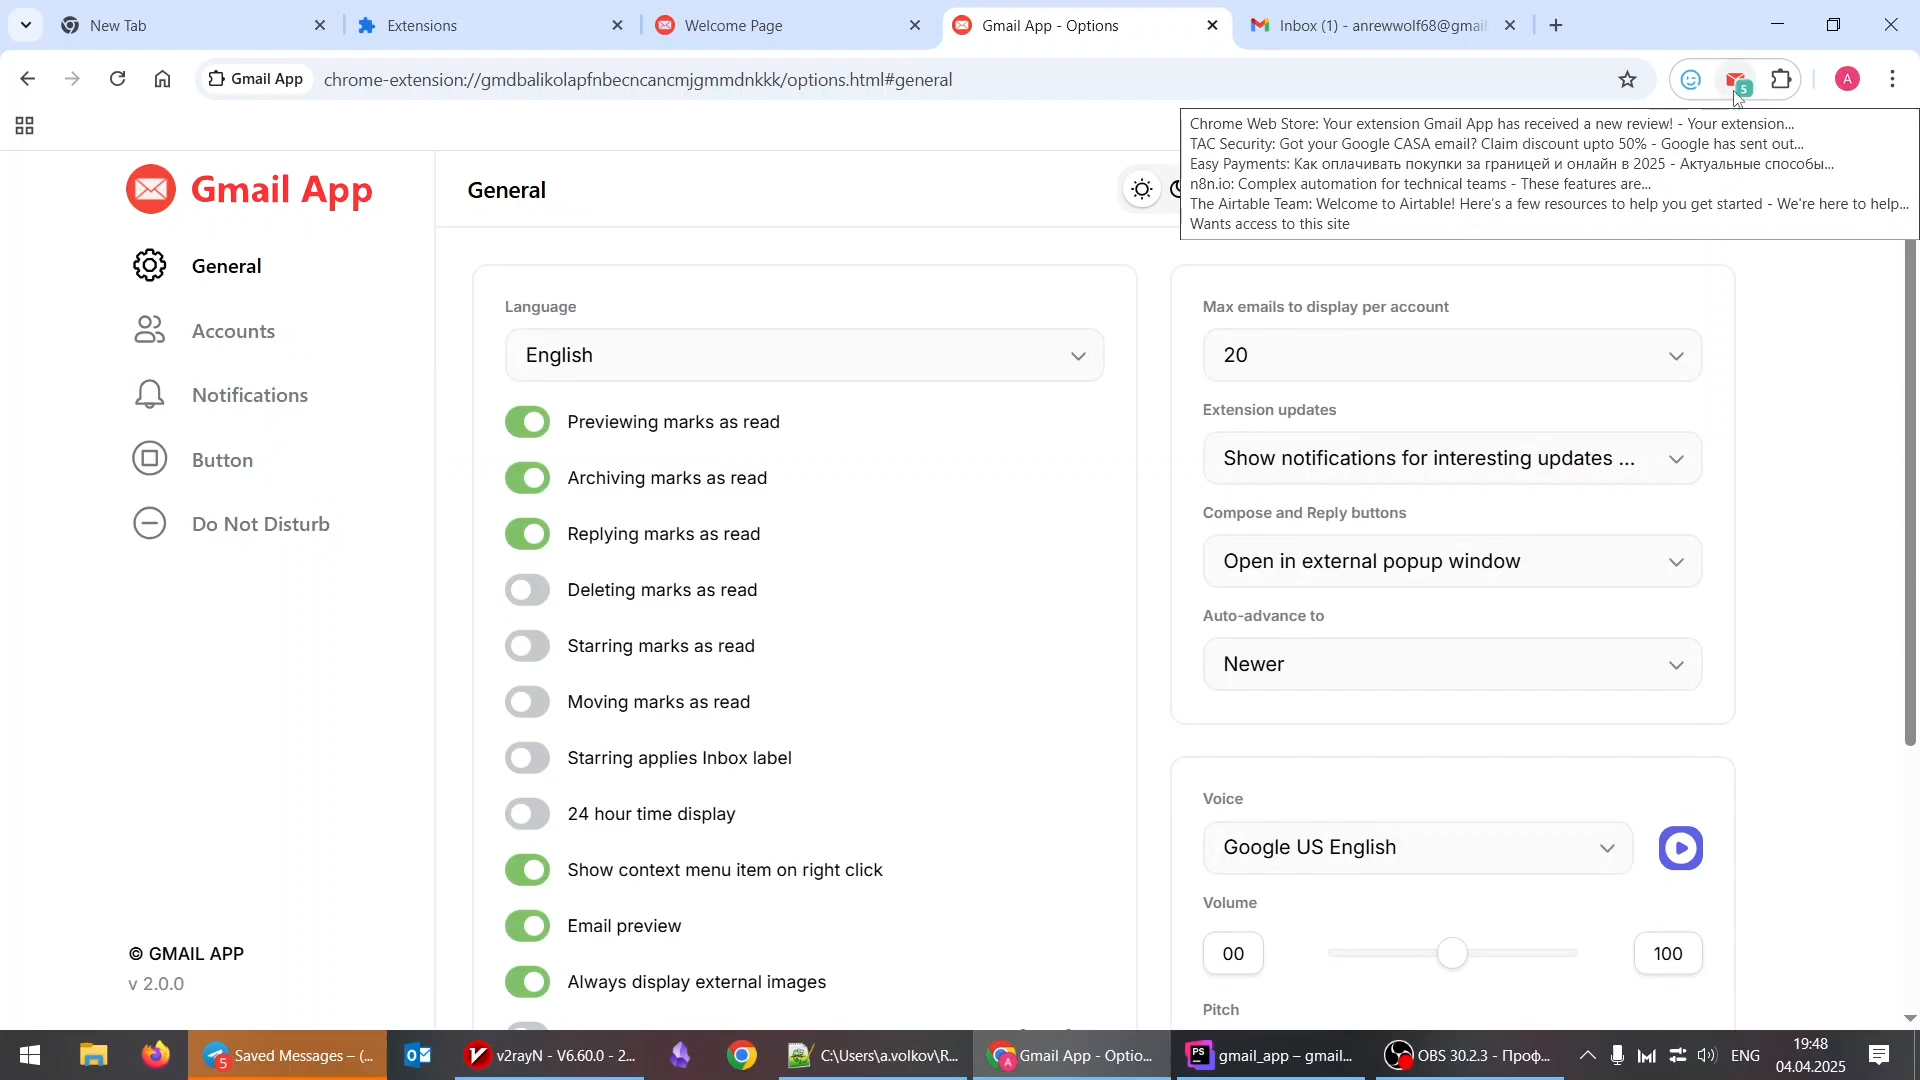 New Tab
Extensions
Welcome Page
Gmail App - Options
Inbox (1) - anrewwolf68@gmail
Gmail App
chrome-extension://gmdbalikolapfnbecncancmjgmmdnkkk/options.html#general
5
A
Chrome Web Store: Your extension Gmail App has received a new review! - Your extension...
TAC Security: Got your Google CASA email? Claim discount upto 50% - Google has sent out...
Easy Payments: Как оплачивать покупки за границей и онлайн в 2025 - Актуальные способы...
n8n.io: Complex automation for technical teams - These features are...
The Airtable Team: Welcome to Airtable! Here's a few resources to help you get started - We're here to help...
Wants access to this site
Gmail App
General
Accounts
Notifications
Button
Do Not Disturb
© GMAIL APP
v 2.0.0
General
Language
English
Previewing marks as read
Archiving marks as read
Replying marks as read
Deleting marks as read
Starring marks as read
Moving marks as read
Starring applies Inbox label
24 hour time display
Show context menu item on right click
Email preview
Always display external images
Max emails to display per account
20
Extension updates
Show notifications for interesting updates ...
Compose and Reply buttons
Open in external popup window
Auto-advance to
Newer
Voice
Google US English
Volume
00
100
Pitch
5
Saved Messages – (...
v2rayN - V6.60.0 - 2...
C:\Users\a.volkov\R...
Gmail App - Optio...
PS
gmail_app – gmail...
OBS 30.2.3 - Проф...
ENG
19:48
04.04.2025